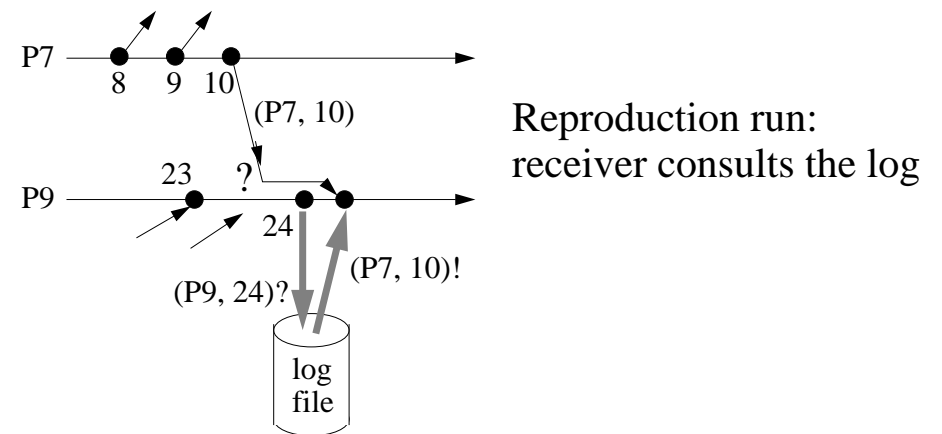 P7
8
9
10
(P7, 10)
Reproduction run:
receiver consults the log
23
?
P9
24
(P7, 10)!
(P9, 24)?
log
file